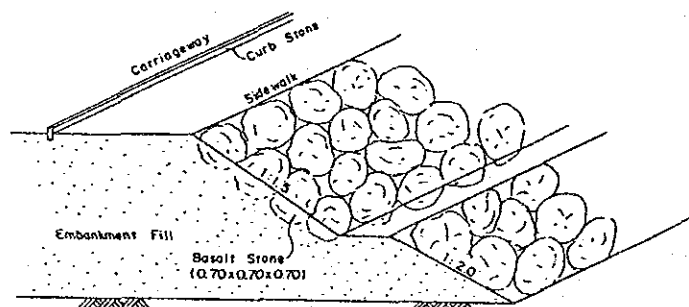 Carriageway
Curb Stone
Sidewalk
1:1.5
Embankment Fill
Basalt Stone
(0.70x0.70x0.70)
1:2.0